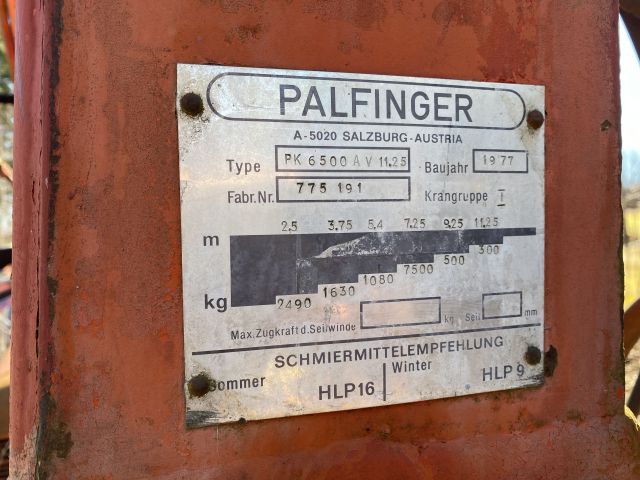 PALFINGER
A-5020 SALZBURG-AUSTRIA
Type PK 6500 A V 11.25 Baujahr 1977
Fabr.Nr. 775 191 Krangruppe I
m 2.5 3.75 5.4 7.25 9.25 11.25
kg 2490 1630 1080 7500 500 300
Max.Zugkraft d.Seilwinde kg Seil mm
SCHMIERMITTELEMPFEHLUNG
Sommer HLP16 Winter HLP 9